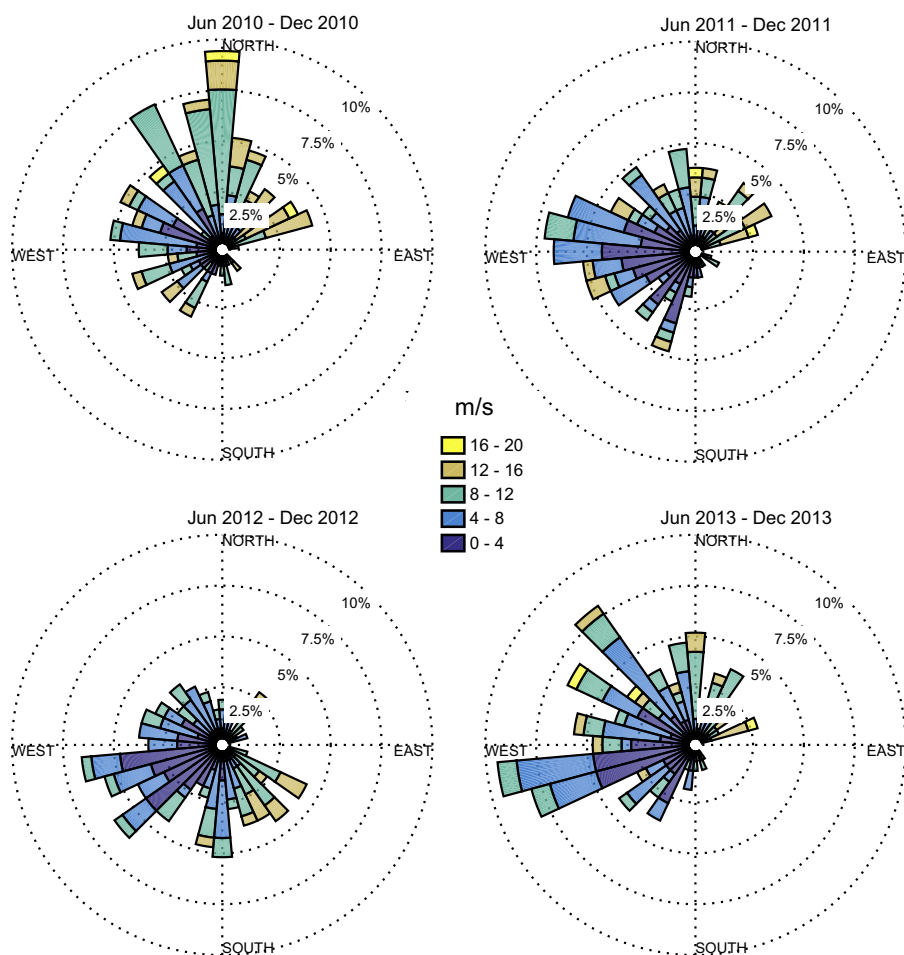 Jun 2010 - Dec 2010
NORTH
10%
7.5%
5%
2.5%
WEST
EAST
SOUTH
Jun 2011 - Dec 2011
NORTH
10%
7.5%
5%
2.5%
WEST
EAST
SOUTH
m/s
16 - 20
12 - 16
8 - 12
4 - 8
0 - 4
Jun 2012 - Dec 2012
NORTH
10%
7.5%
5%
2.5%
WEST
EAST
SOUTH
Jun 2013 - Dec 2013
NORTH
10%
7.5%
5%
2.5%
WEST
EAST
SOUTH